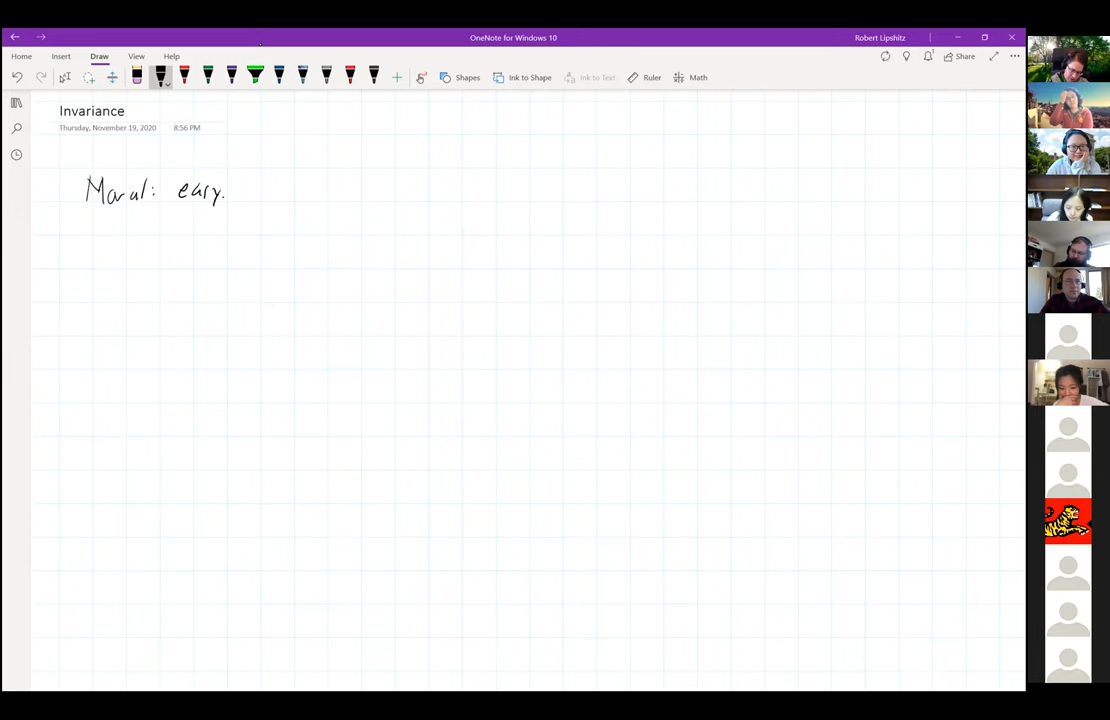 OneNote for Windows 10
Robert Lipshitz
Home Insert Draw View Help
Share
Shapes Ink to Shape Ink to Text Ruler Math
Invariance
Thursday, November 19, 2020 8:56 PM
Moral: easy.